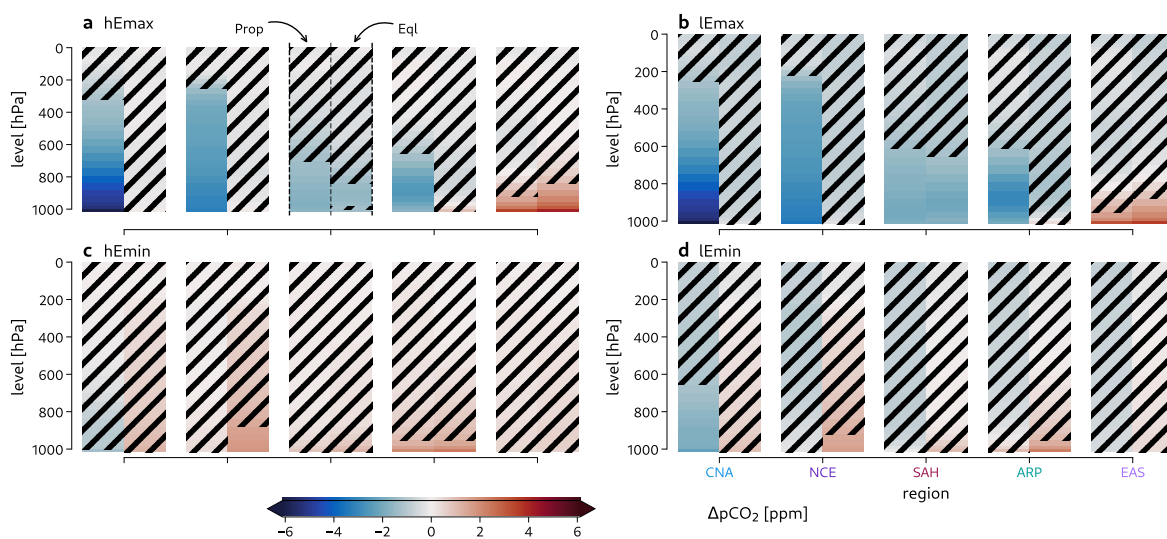 a hEmax
Prop
Eql
b lEmax
level [hPa]
0
200
400
600
800
1000
level [hPa]
0
200
400
600
800
1000
c hEmin
d lEmin
level [hPa]
0
200
400
600
800
1000
level [hPa]
0
200
400
600
800
1000
CNA NCE SAH ARP EAS
region
ΔpCO₂ [ppm]
−6 −4 −2 0 2 4 6